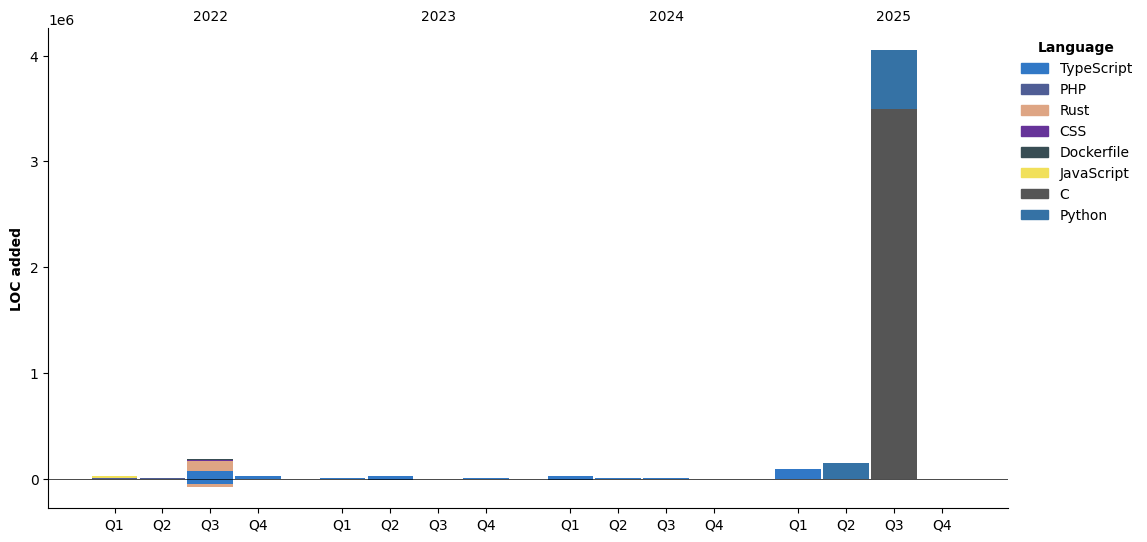 1e6
2022 2023 2024 2025
Language
TypeScript
PHP
Rust
CSS
Dockerfile
JavaScript
C
Python
LOC added
4
3
2
1
0
Q1 Q2 Q3 Q4 Q1 Q2 Q3 Q4 Q1 Q2 Q3 Q4 Q1 Q2 Q3 Q4